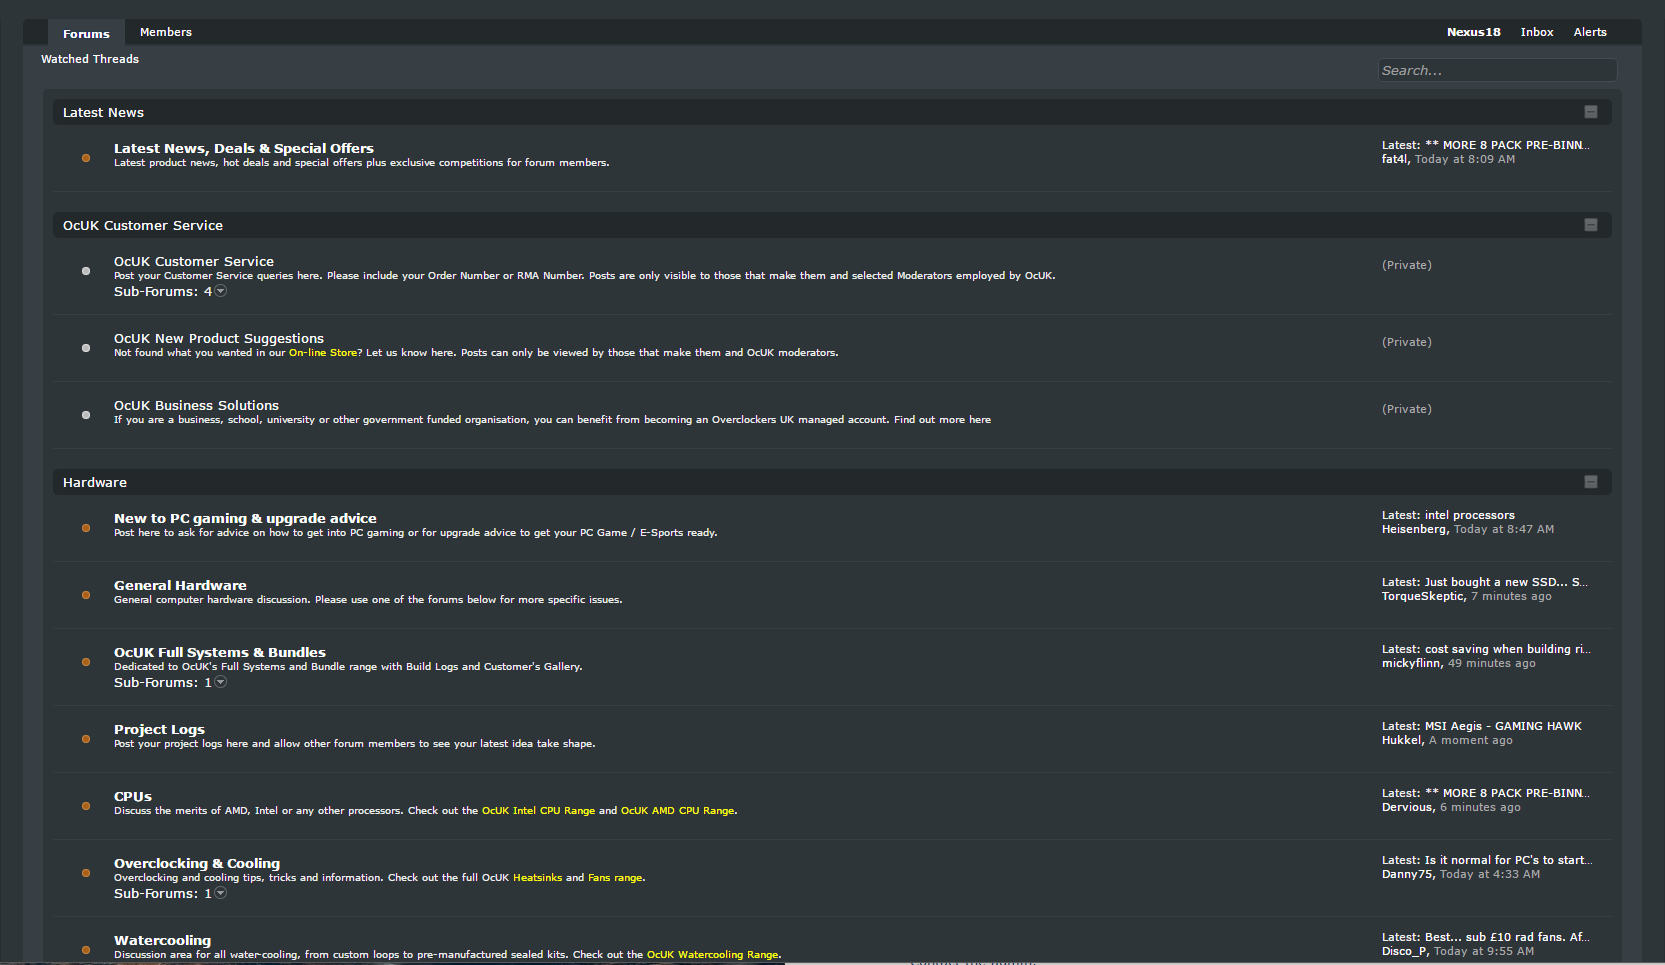 Forums Members Nexus18 Inbox Alerts
Watched Threads
Search...
Latest News
Latest News, Deals & Special Offers
Latest product news, hot deals and special offers plus exclusive competitions for forum members.
Latest: ** MORE 8 PACK PRE-BINN...
fat4l, Today at 8:09 AM
OcUK Customer Service
OcUK Customer Service
Post your Customer Service queries here. Please include your Order Number or RMA Number. Posts are only visible to those that make them and selected Moderators employed by OcUK.
Sub-Forums: 4
(Private)
OcUK New Product Suggestions
Not found what you wanted in our On-line Store? Let us know here. Posts can only be viewed by those that make them and OcUK moderators.
(Private)
OcUK Business Solutions
If you are a business, school, university or other government funded organisation, you can benefit from becoming an Overclockers UK managed account. Find out more here
(Private)
Hardware
New to PC gaming & upgrade advice
Post here to ask for advice on how to get into PC gaming or for upgrade advice to get your PC Game / E-Sports ready.
Latest: intel processors
Heisenberg, Today at 8:47 AM
General Hardware
General computer hardware discussion. Please use one of the forums below for more specific issues.
Latest: Just bought a new SSD... S...
TorqueSkeptic, 7 minutes ago
OcUK Full Systems & Bundles
Dedicated to OcUK's Full Systems and Bundle range with Build Logs and Customer's Gallery.
Sub-Forums: 1
Latest: cost saving when building ri...
mickyflinn, 49 minutes ago
Project Logs
Post your project logs here and allow other forum members to see your latest idea take shape.
Latest: MSI Aegis - GAMING HAWK
Hukkel, A moment ago
CPUs
Discuss the merits of AMD, Intel or any other processors. Check out the OcUK Intel CPU Range and OcUK AMD CPU Range.
Latest: ** MORE 8 PACK PRE-BINN...
Dervious, 6 minutes ago
Overclocking & Cooling
Overclocking and cooling tips, tricks and information. Check out the full OcUK Heatsinks and Fans range.
Sub-Forums: 1
Latest: Is it normal for PC's to start...
Danny75, Today at 4:33 AM
Watercooling
Discussion area for all water-cooling, from custom loops to pre-manufactured sealed kits. Check out the OcUK Watercooling Range.
Latest: Best... sub £10 rad fans. Af...
Disco_P, Today at 9:55 AM